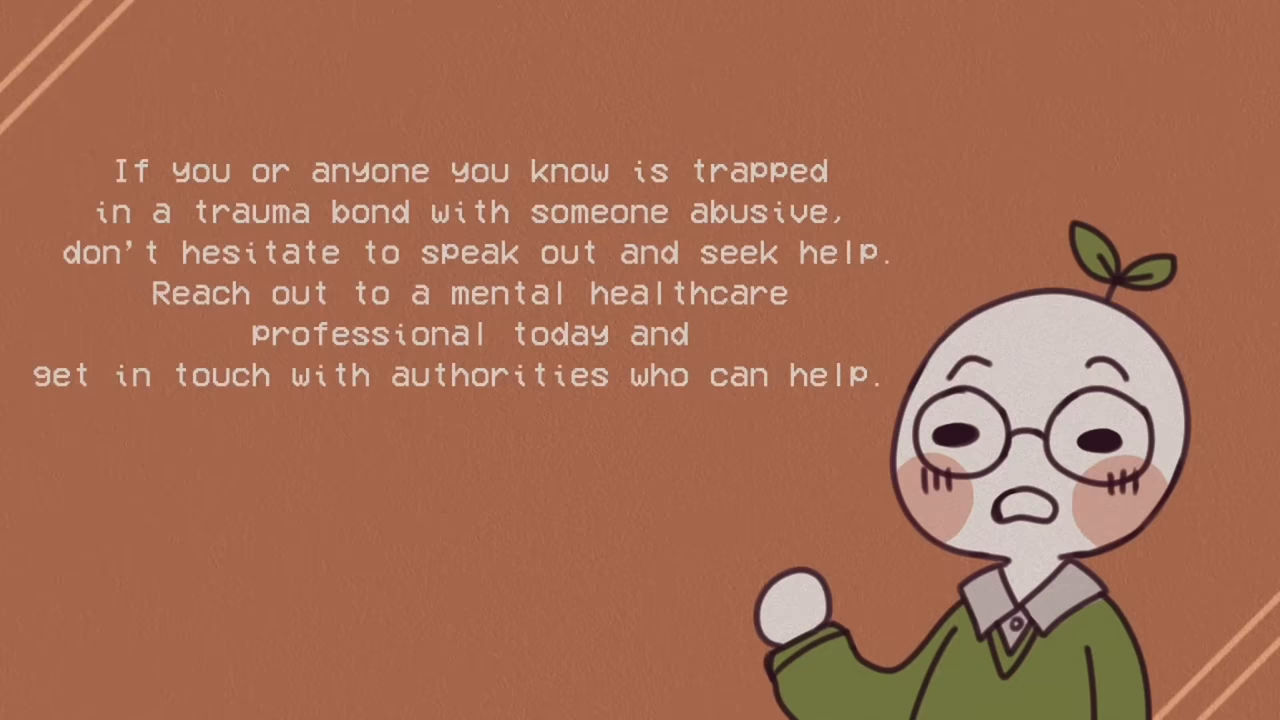 If you or anyone you know is trapped
in a trauma bond with someone abusive,
don't hesitate to speak out and seek help.
Reach out to a mental healthcare
professional today and
get in touch with authorities who can help.